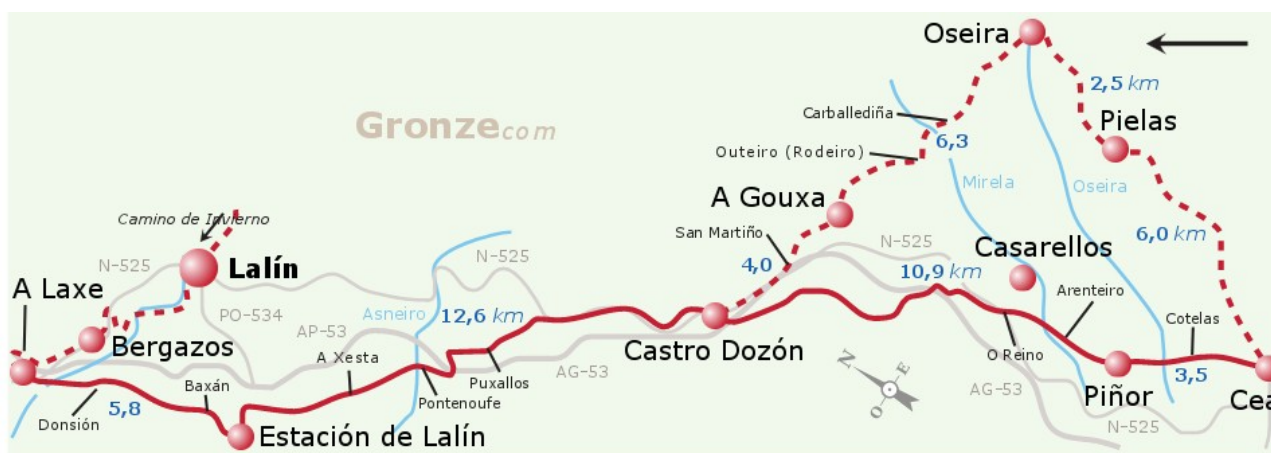 Oseira
2,5 km
Carballediña
Pielas
Gronze.com
6,3
Outeiro (Rodeiro)
Mirela
Oseira
A Gouxa
Camino de Invierno
San Martiño
6,0 km
N-525
Casarellos
N-525
Lalín
N-525
4,0
10,9 km
A Laxe
Arenteiro
PO-534
Asneiro
12,6 km
Cotelas
AP-53
Bergazos
Castro Dozón
O Reino
A Xesta
N
E
O
Puxallos
AG-53
3,5
Baxán
Pontenoufe
AG-53
Piñor
Cea
5,8
Donsión
Estación de Lalín
N-525